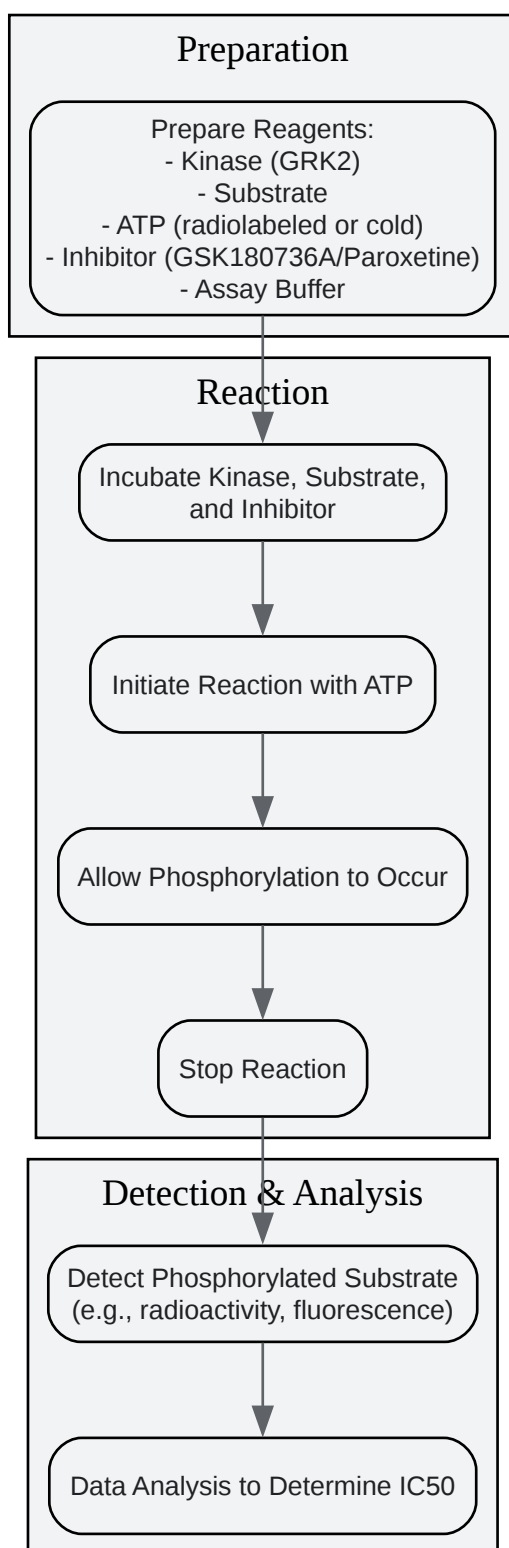 Preparation
Prepare Reagents:
- Kinase (GRK2)
- Substrate
- ATP (radiolabeled or cold)
- Inhibitor (GSK180736A/Paroxetine)
- Assay Buffer
Reaction
Incubate Kinase, Substrate,
and Inhibitor
Initiate Reaction with ATP
Allow Phosphorylation to Occur
Stop Reaction
Detection & Analysis
Detect Phosphorylated Substrate
(e.g., radioactivity, fluorescence)
Data Analysis to Determine IC50